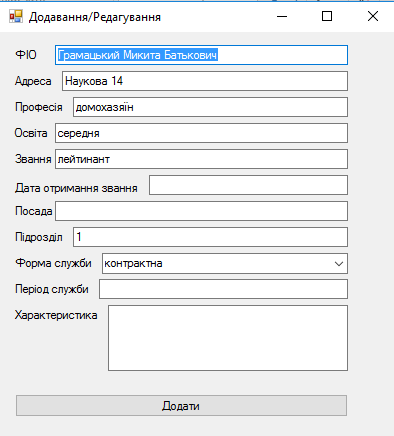 Додавання/Редагування
ФІО Грамацький Микита Батькович
Адреса Наукова 14
Професія домохазяїн
Освіта середня
Звання лейтинант
Дата отримання звання
Посада
Підрозділ 1
Форма служби контрактна
Період служби
Характеристика
Додати